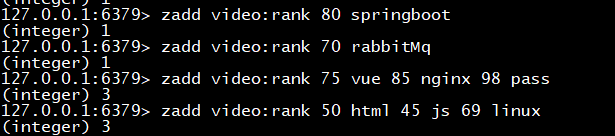 (integer) 1
127.0.0.1:6379> zadd video:rank 80 springboot
(integer) 1
127.0.0.1:6379> zadd video:rank 70 rabbitMq
(integer) 1
127.0.0.1:6379> zadd video:rank 75 vue 85 nginx 98 pass
(integer) 3
127.0.0.1:6379> zadd video:rank 50 html 45 js 69 linux
(integer) 3